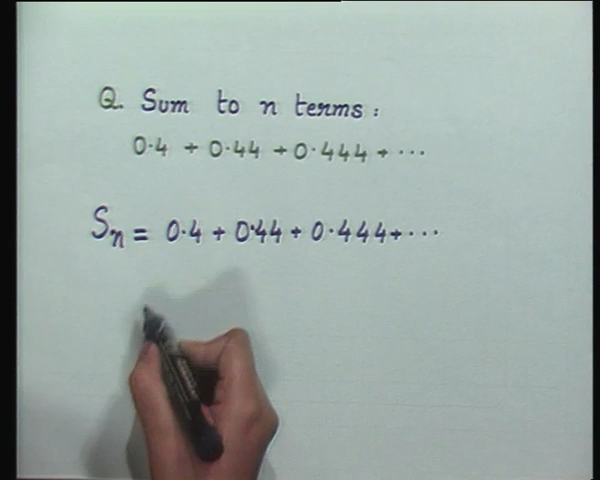 Q. Sum to n terms :
0.4 + 0.44 + 0.444 + ...
Sn = 0.4 + 0.44 + 0.444 + ...